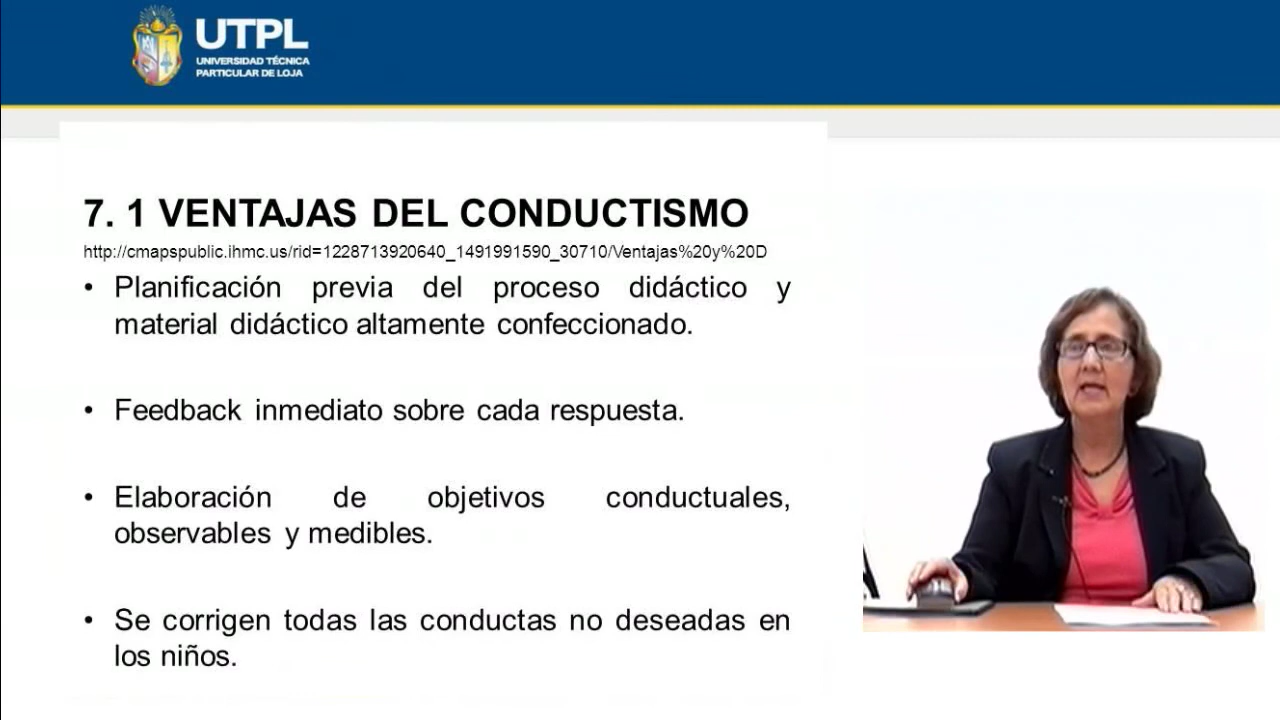 UTPL
UNIVERSIDAD TÉCNICA
PARTICULAR DE LOJA
7. 1 VENTAJAS DEL CONDUCTISMO
http://cmapspublic.ihmc.us/rid=1228713920640_1491991590_30710/Ventajas%20y%20D
• Planificación previa del proceso didáctico y
material didáctico altamente confeccionado.
• Feedback inmediato sobre cada respuesta.
• Elaboración de objetivos conductuales,
observables y medibles.
• Se corrigen todas las conductas no deseadas en
los niños.